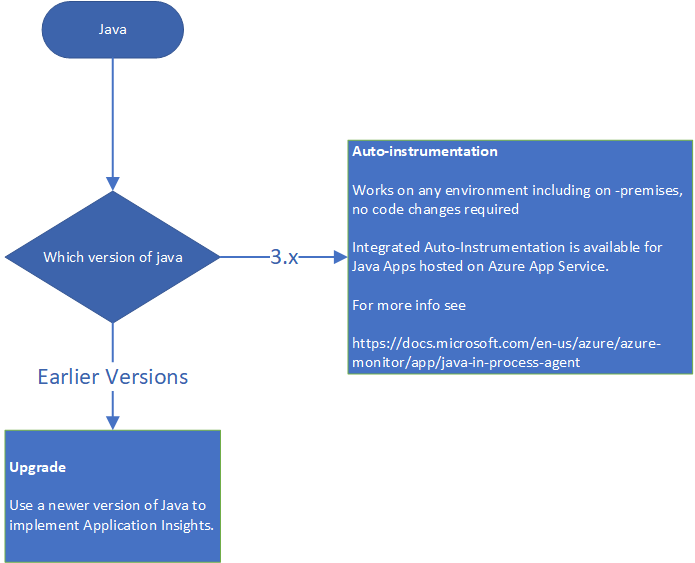 Java
Auto-instrumentation
Works on any environment including on -premises,
no code changes required
Which version of java
3.x
Integrated Auto-Instrumentation is available for
Java Apps hosted on Azure App Service.
For more info see
https://docs.microsoft.com/en-us/azure/azure-
monitor/app/java-in-process-agent
Earlier Versions
Upgrade
Use a newer version of Java to
implement Application Insights.